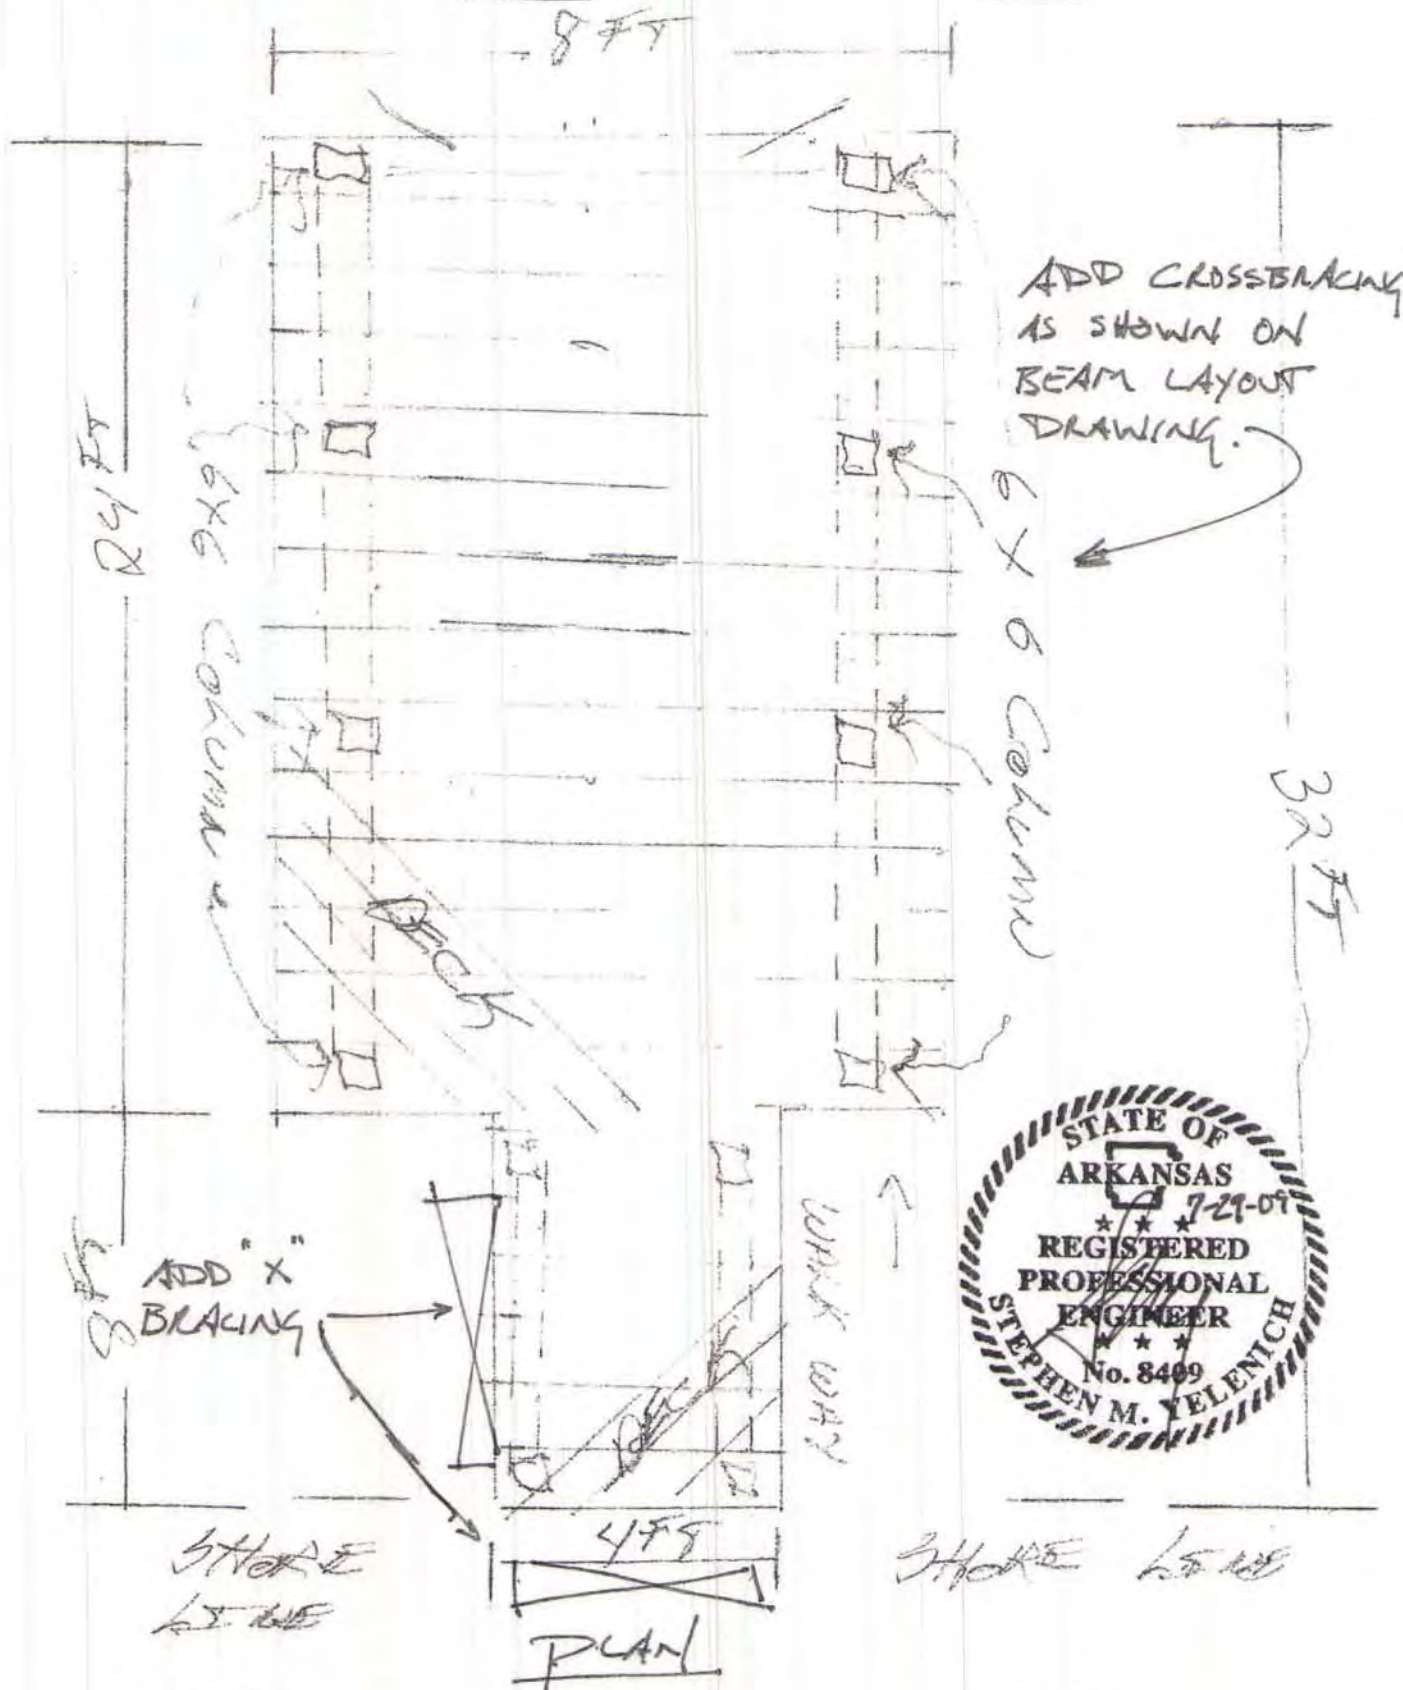 8 FT
ADD CROSSBRACING
AS SHOWN ON
BEAM LAYOUT
DRAWING.
24 FT
6X6 Column
6 X 6 Column
32 FT
DECK
8 FT
ADD "X"
BRACING
WALK WAY
DECK
STATE OF
ARKANSAS
7-29-09
REGISTERED
PROFESSIONAL
ENGINEER
No. 8409
STEPHEN M. YELENICH
SHORE
LINE
4 FT
SHORE LINE
PLAN